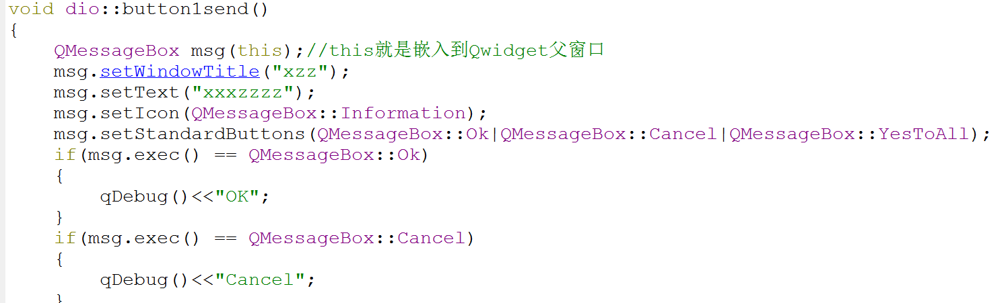 void dio::button1send()
{
    QMessageBox msg(this);//this就是嵌入到Qwidget父窗口
    msg.setWindowTitle("xzz");
    msg.setText("xxxzzzz");
    msg.setIcon(QMessageBox::Information);
    msg.setStandardButtons(QMessageBox::Ok|QMessageBox::Cancel|QMessageBox::YesToAll);
    if(msg.exec() == QMessageBox::Ok)
    {
        qDebug()<<"OK";
    }
    if(msg.exec() == QMessageBox::Cancel)
    {
        qDebug()<<"Cancel";
    }